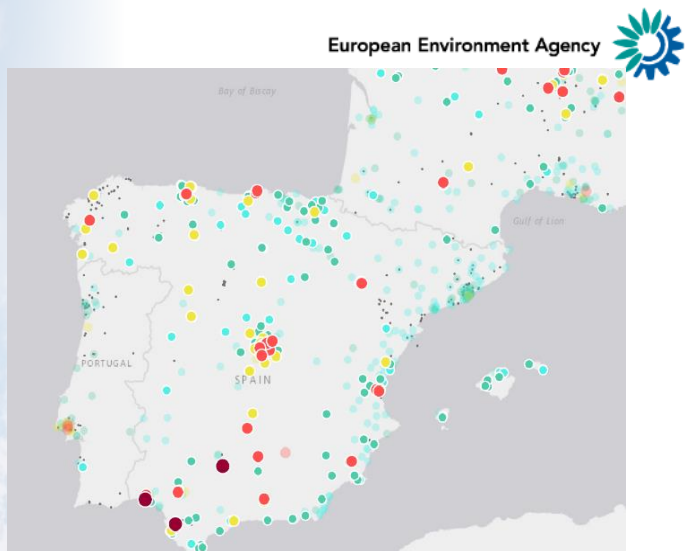 European Environment Agency
Bay of Biscay
Gulf of Lion
PORTUGAL
SPAIN